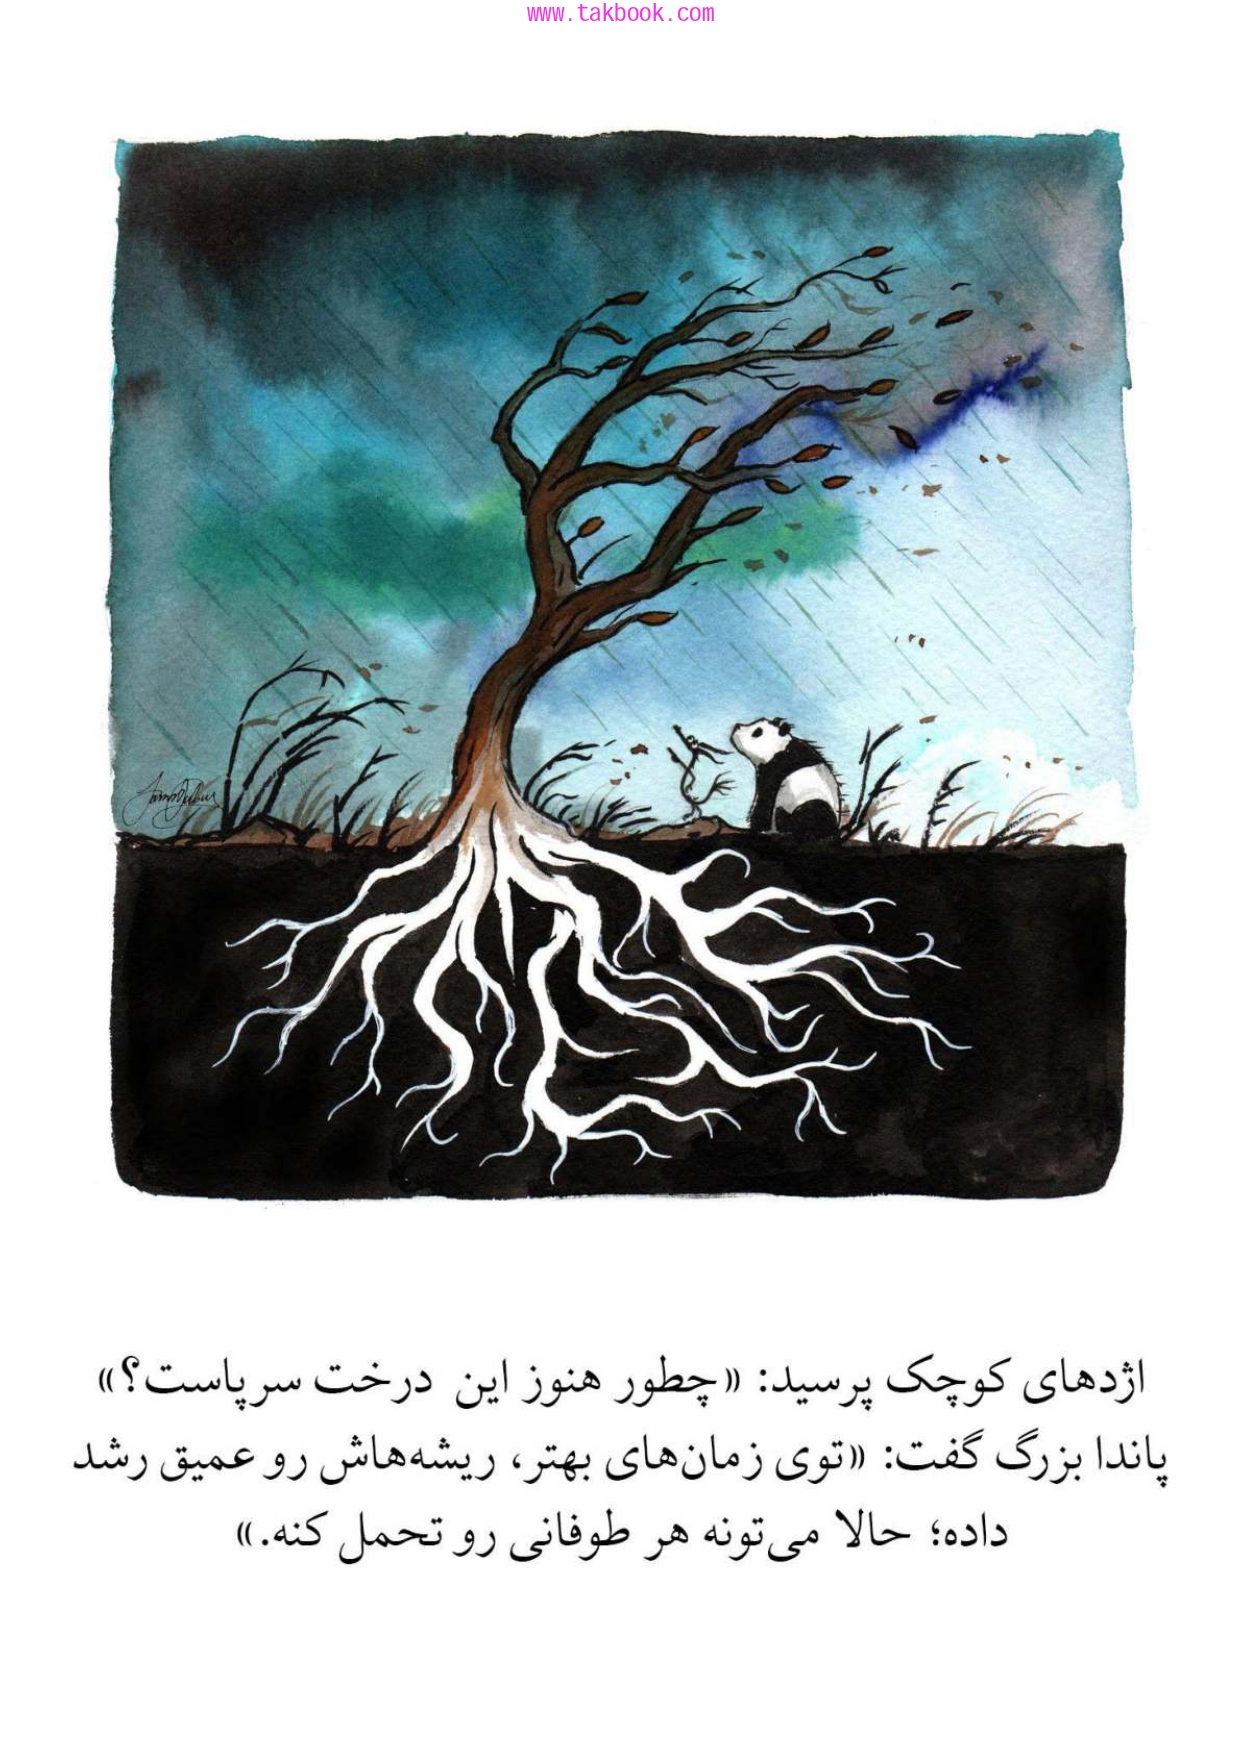 www.takbook.com
اژدهای کوچک پرسید: «چطور هنوز این درخت سرپاست؟»
پاندا بزرگ گفت: «توی زمان‌های بهتر، ریشه‌هاش رو عمیق رشد
داده؛ حالا می‌تونه هر طوفانی رو تحمل کنه.»